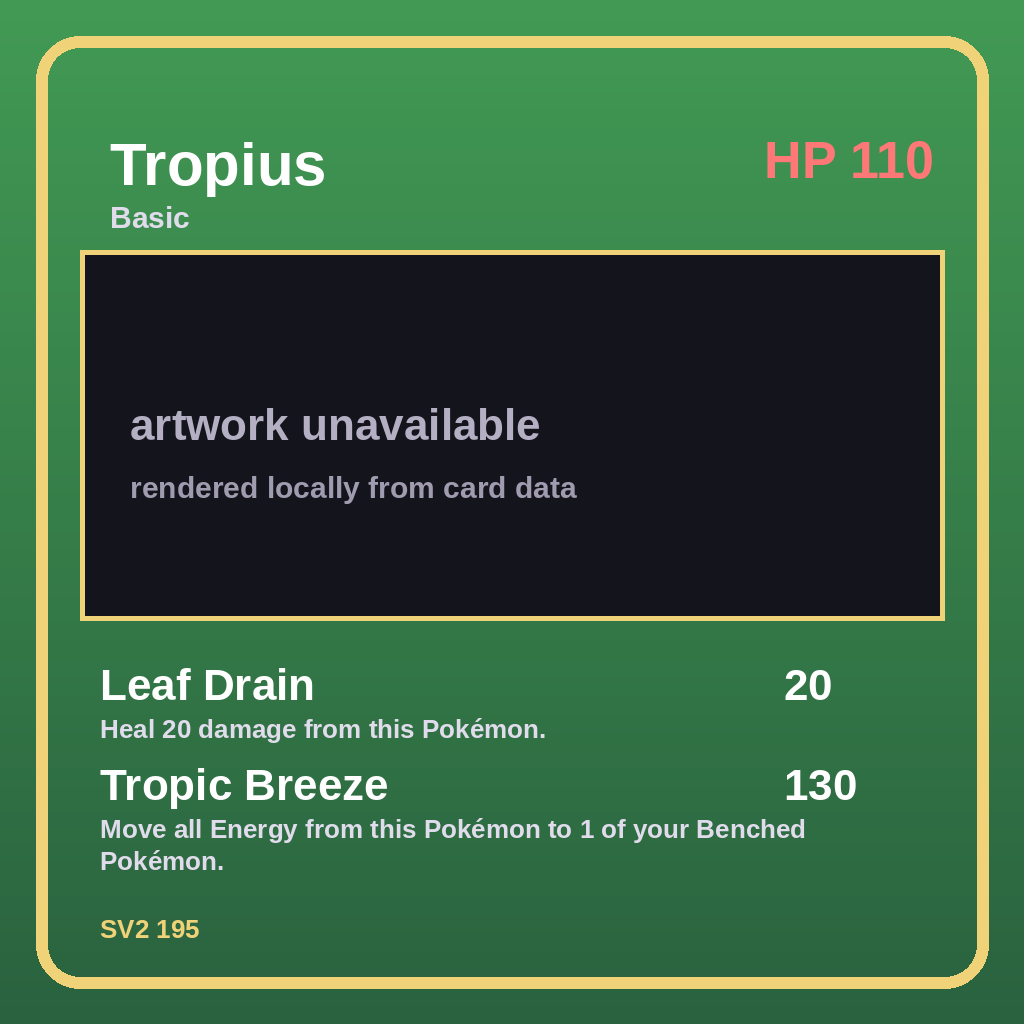 Tropius
HP 110
Basic
artwork unavailable
rendered locally from card data
Leaf Drain 20
Heal 20 damage from this Pokémon.
Tropic Breeze 130
Move all Energy from this Pokémon to 1 of your Benched
Pokémon.
SV2 195